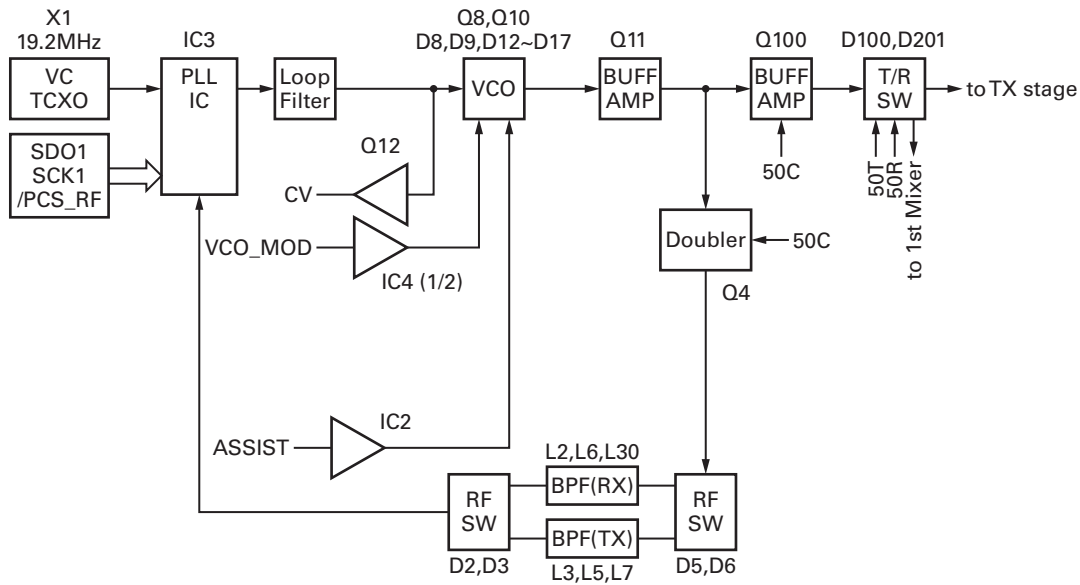 X1
19.2MHz
VC
TCXO
SDO1
SCK1
/PCS_RF
IC3
PLL
IC
Loop
Filter
Q8,Q10
D8,D9,D12~D17
VCO
Q11
BUFF
AMP
Q100
BUFF
AMP
50C
D100,D201
T/R
SW
to TX stage
50T
50R
to 1st Mixer
Q12
CV
VCO_MOD
IC4 (1/2)
Doubler
50C
Q4
ASSIST
IC2
L2,L6,L30
BPF(RX)
RF
SW
D2,D3
BPF(TX)
L3,L5,L7
RF
SW
D5,D6